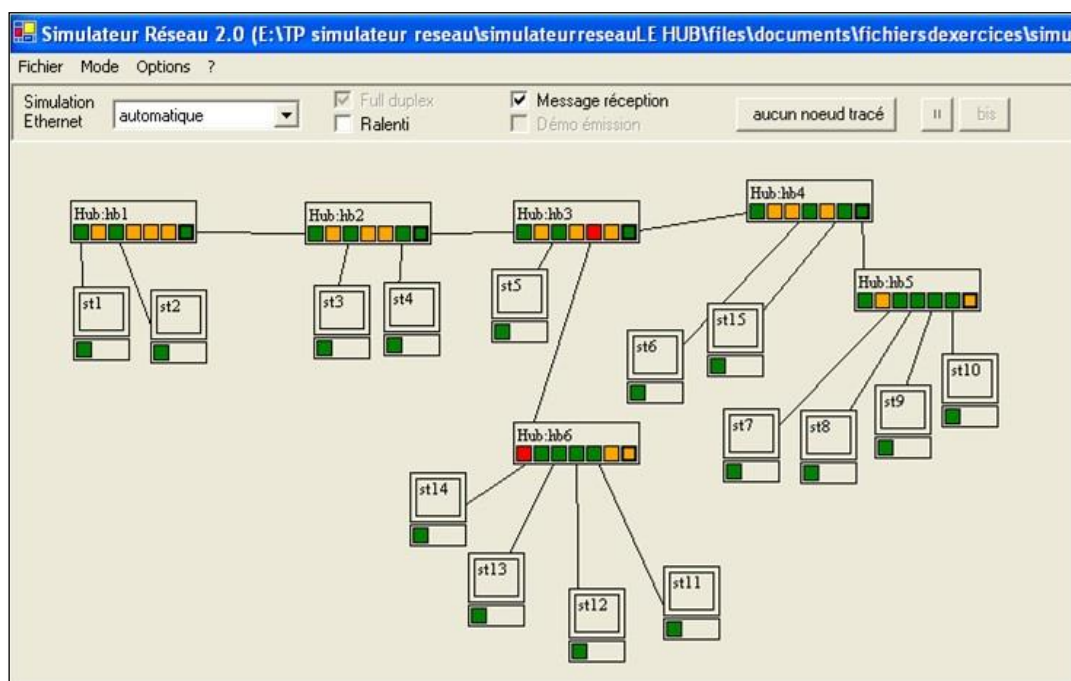 Simulateur Réseau 2.0 (E:\TP simulateur reseau\simulateurreseauLE HUB\files\documents\fichiersdexercices\simu
Fichier Mode Options ?
Simulation Ethernet
automatique
Full duplex
Ralenti
Message réception
Démo émission
aucun noeud tracé
II
bis
Hub:hb1
Hub:hb2
Hub:hb3
Hub:hb4
Hub:hb5
st1
st2
st3
st4
st5
st6
st15
st7
st8
st9
st10
Hub:hb6
st14
st13
st12
st11